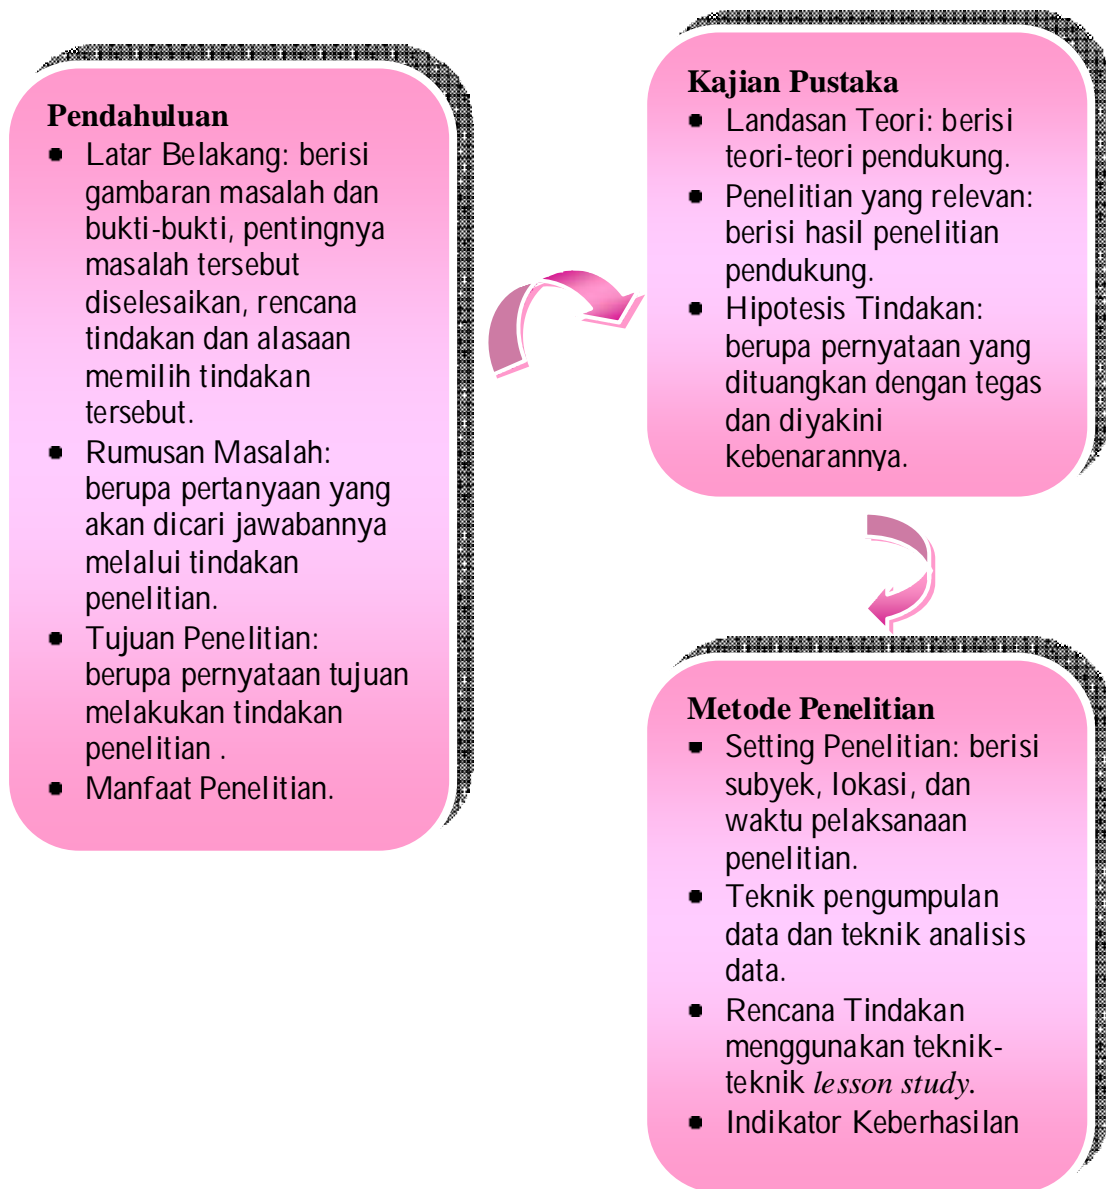 Pendahuluan
• Latar Belakang: berisi
gambaran masalah dan
bukti-bukti, pentingnya
masalah tersebut
diselesaikan, rencana
tindakan dan alasaan
memilih tindakan
tersebut.
• Rumusan Masalah:
berupa pertanyaan yang
akan dicari jawabannya
melalui tindakan
penelitian.
• Tujuan Penelitian:
berupa pernyataan tujuan
melakukan tindakan
penelitian .
• Manfaat Penelitian.
Kajian Pustaka
• Landasan Teori: berisi
teori-teori pendukung.
• Penelitian yang relevan:
berisi hasil penelitian
pendukung.
• Hipotesis Tindakan:
berupa pernyataan yang
dituangkan dengan tegas
dan diyakini
kebenarannya.
Metode Penelitian
• Setting Penelitian: berisi
subyek, lokasi, dan
waktu pelaksanaan
penelitian.
• Teknik pengumpulan
data dan teknik analisis
data.
• Rencana Tindakan
menggunakan teknik-
teknik lesson study.
• Indikator Keberhasilan